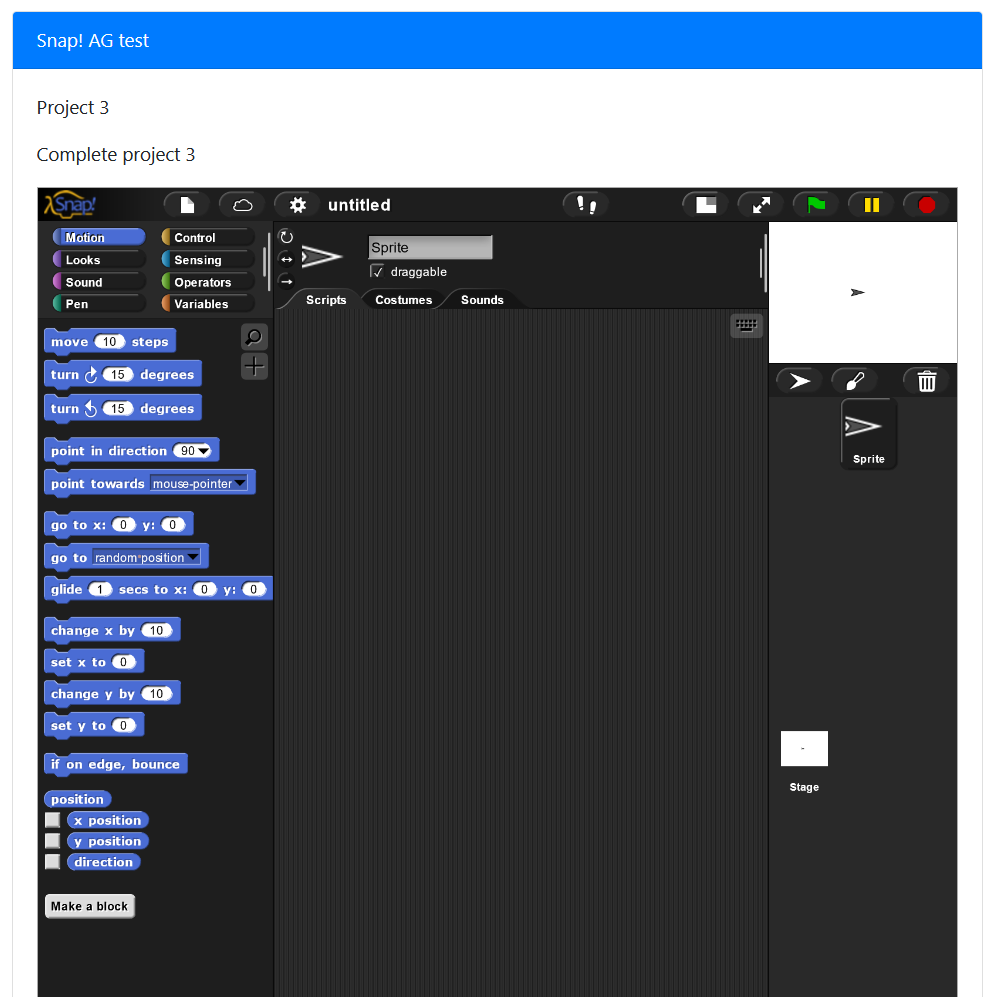 Snap! AG test
Project 3
Complete project 3
Snap!
untitled
Motion
Control
Looks
Sensing
Sound
Operators
Pen
Variables
Sprite
draggable
Scripts
Costumes
Sounds
move 10 steps
turn 15 degrees
turn 15 degrees
point in direction 90
point towards mouse-pointer
go to x: 0 y: 0
go to random position
glide 1 secs to x: 0 y: 0
change x by 10
set x to 0
change y by 10
set y to 0
if on edge, bounce
position
x position
y position
direction
Make a block
Sprite
Stage